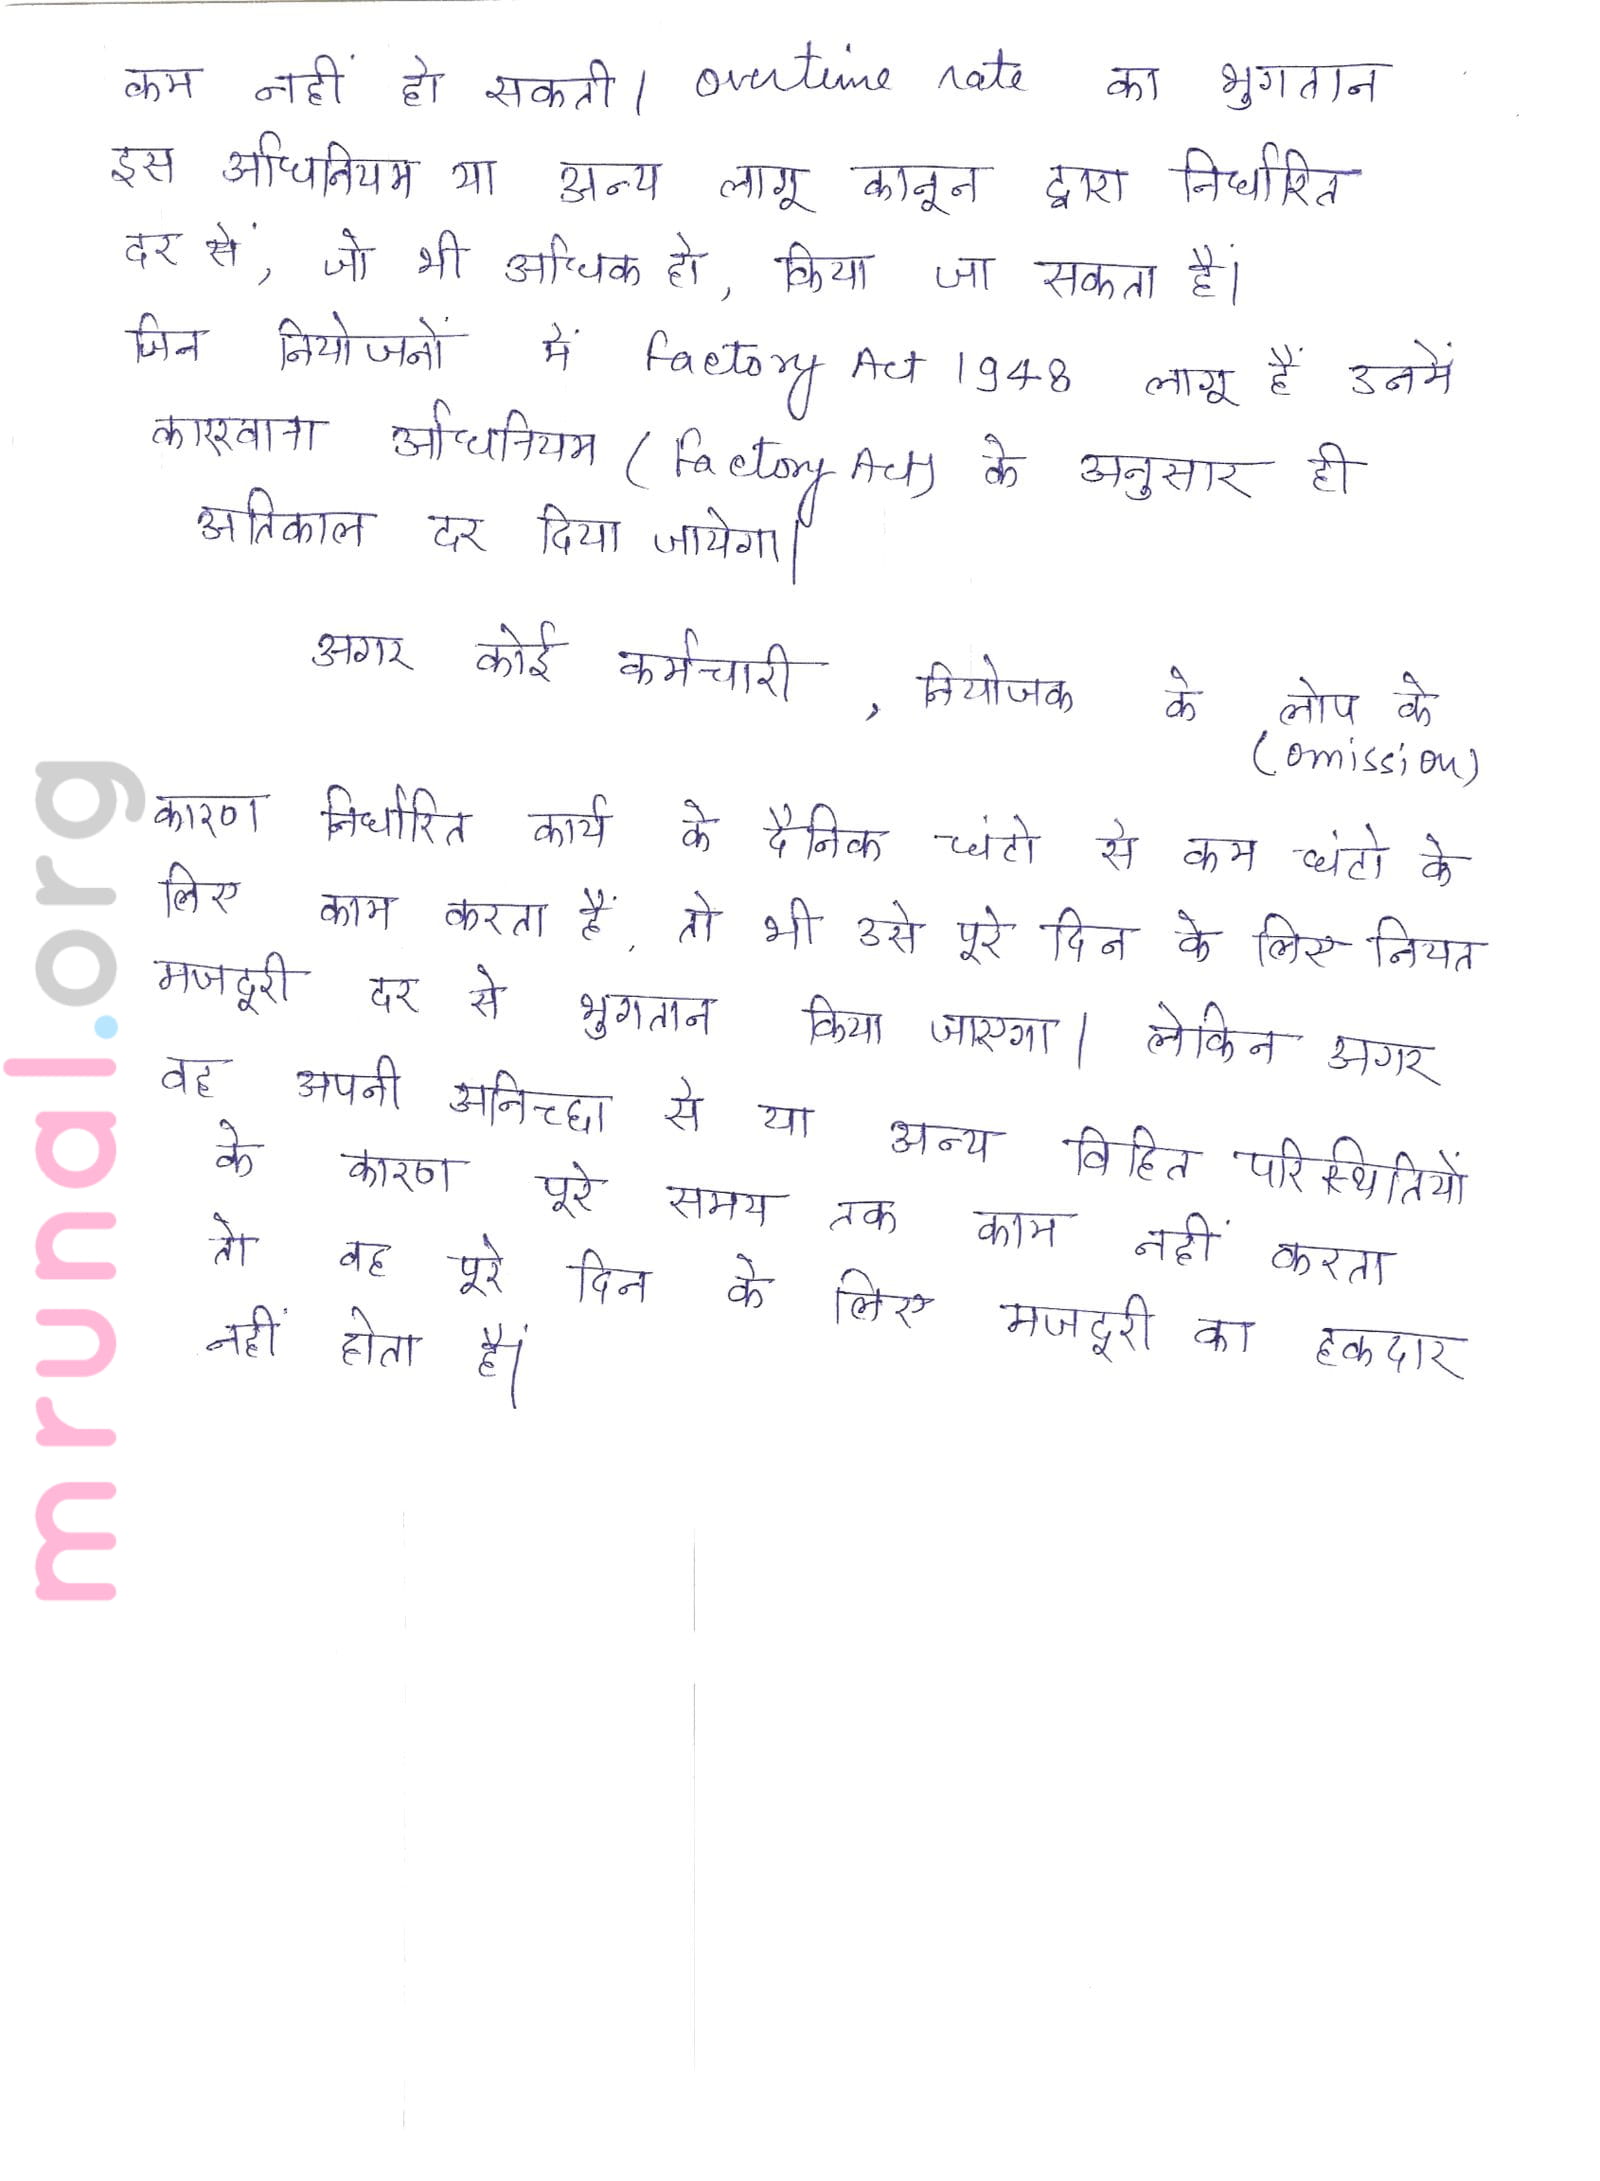 कम नहीं हो सकती। overtime rate का भुगतान
इस अधिनियम या अन्य लागू कानून द्वारा निर्धारित
दर से, जो भी अधिक हो, किया जा सकता है।
जिन नियोजनों में Factory Act 1948 लागू हैं उनमें
कारखाना अधिनियम (Factory Act) के अनुसार ही
अतिकाल दर दिया जायेगा।
अगर कोई कर्मचारी, नियोजक के लोप के
(omission)
कारण निर्धारित कार्य के दैनिक घंटो से कम घंटो के
लिए काम करता हैं, तो भी उसे पूरे दिन के लिए नियत
मजदूरी दर से भुगतान किया जाएगा। लेकिन अगर
वह अपनी अनिच्छा से या अन्य विहित परिस्थितियों
के कारण पूरे समय तक काम नहीं करता
तो वह पूरे दिन के लिए मजदूरी का हकदार
नहीं होता हैं।
mrunal.org